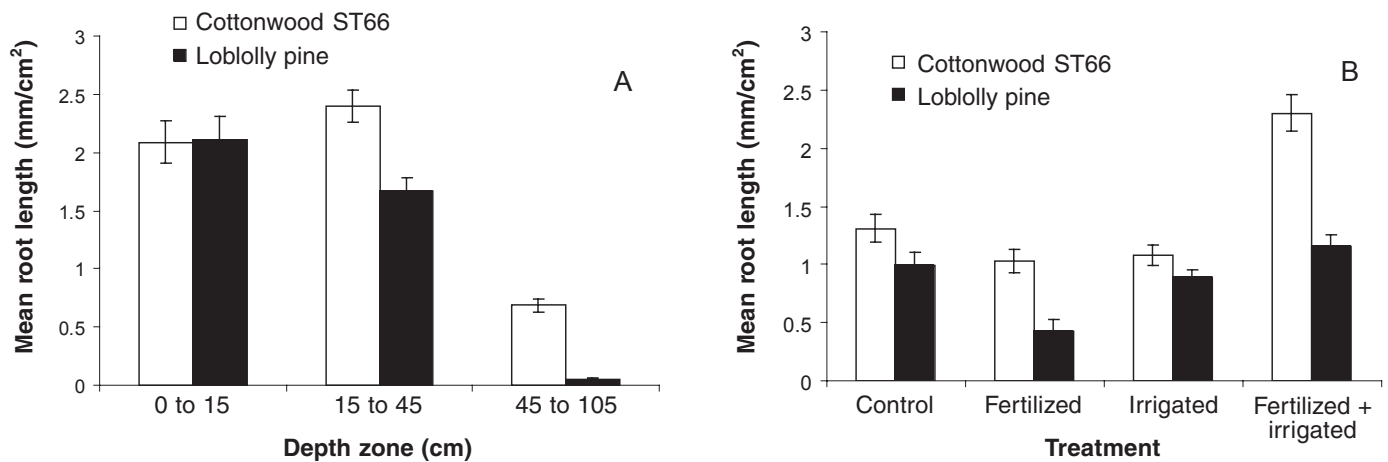 Cottonwood ST66
Loblolly pine
A
Mean root length (mm/cm²)
3
2.5
2
1.5
1
0.5
0
0 to 15
15 to 45
45 to 105
Depth zone (cm)
Cottonwood ST66
Loblolly pine
B
Mean root length (mm/cm²)
3
2.5
2
1.5
1
0.5
0
Control
Fertilized
Irrigated
Fertilized +
irrigated
Treatment